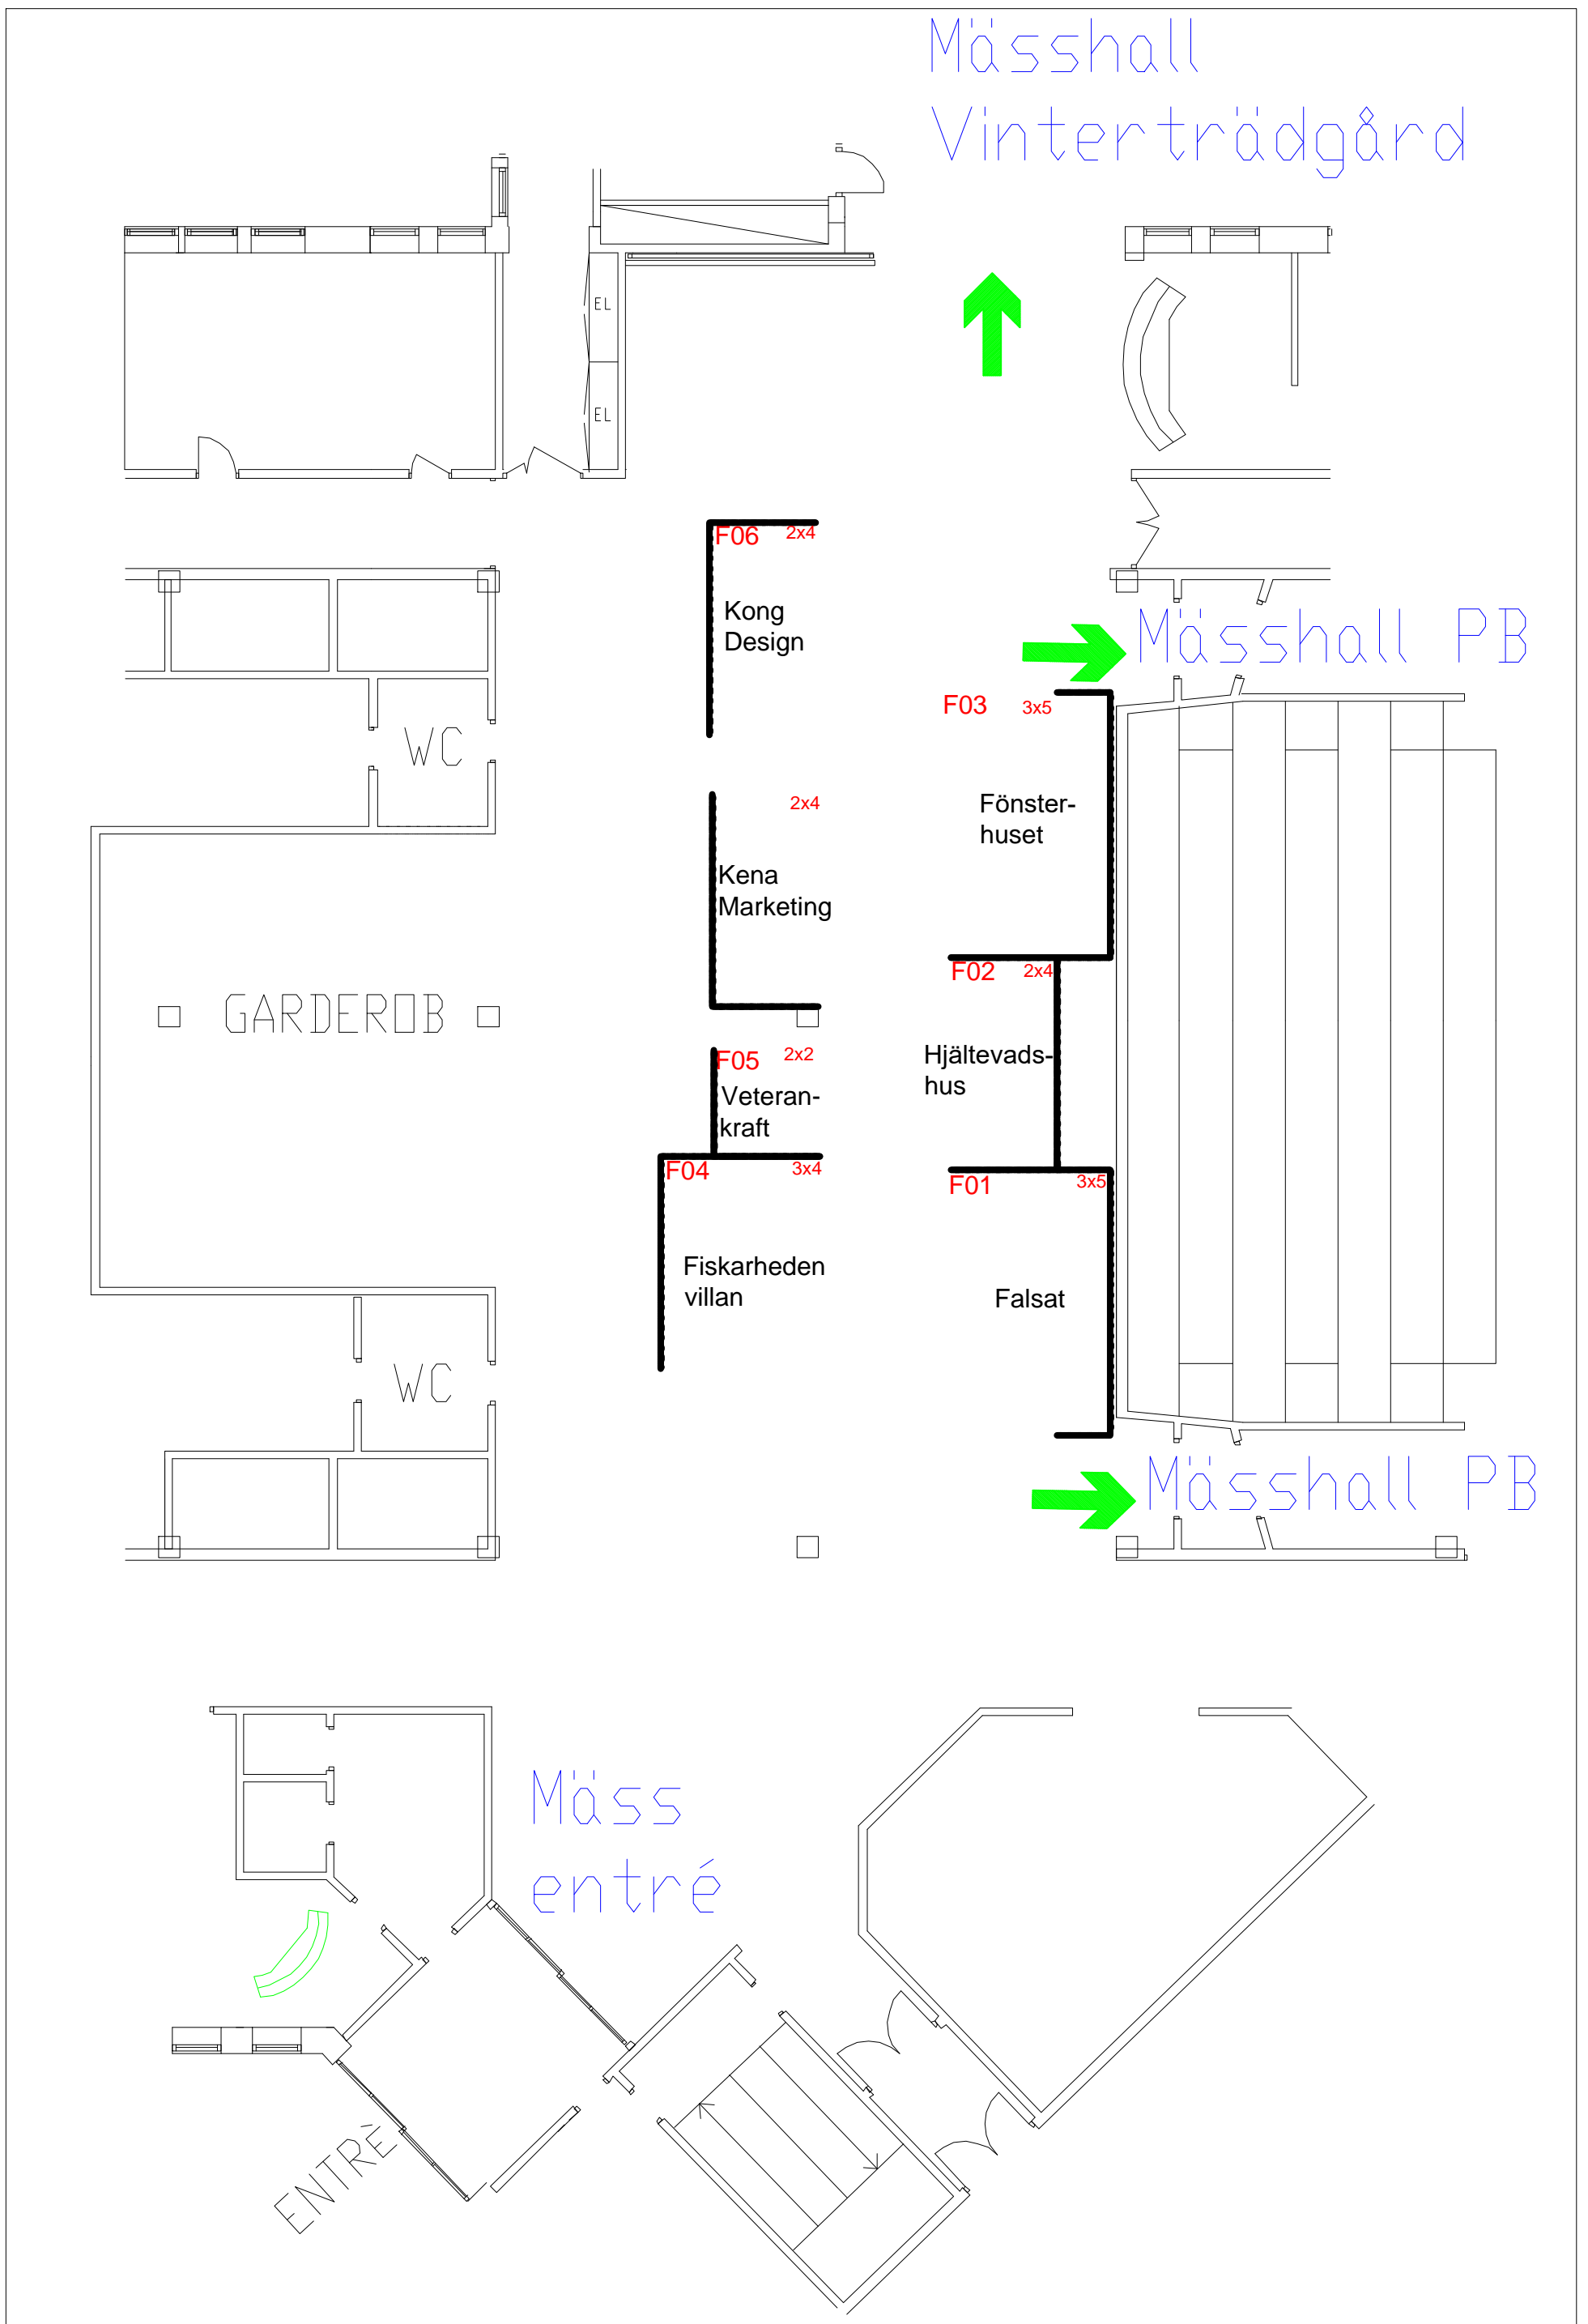 Mässhall
Vinterträdgård
EL
EL
F06 2x4
Kong
Design
Mässhall PB
F03 3x5
WC
2x4
Fönster-
huset
Kena
Marketing
F02 2x4
GARDEROB
F05 2x2
Hjältevads-
hus
Veteran-
kraft
F04 3x4
F01 3x5
Fiskarheden
villan
Falsat
WC
Mässhall PB
Mäss
entré
ENTRÈ